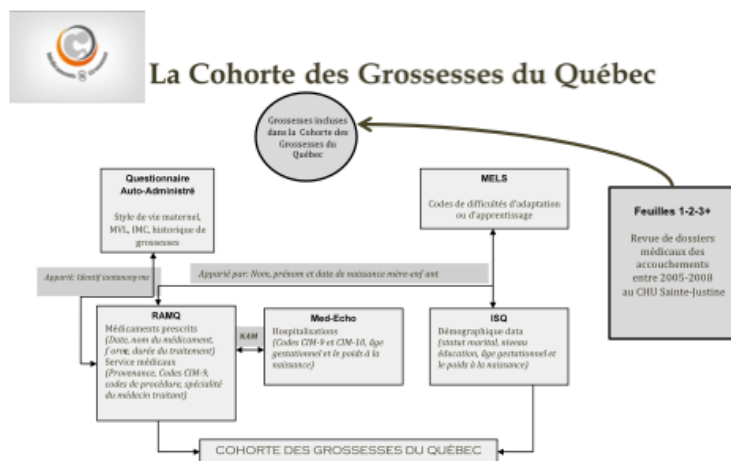 La Cohorte des Grossesses du Québec
Grossesses incluses
dans la Cohorte des
Grossesses du
Québec
Questionnaire
Auto-Administré
Style de vie maternel,
MVL, IMC, historique de
grossesses
MELS
Codes de difficultés d'adaptation
ou d'apprentissage
Feuilles 1-2-3+
Revue de dossiers
médicaux des
accouchements
entre 2005-2008
au CHU Sainte-Justine
Apparié par: Nom, prénom et date de naissance mère-enf ant
RAMQ
Médicaments prescrits
(Date, nom du médicament,
f orme, durée du traitement)
Service médicaux
(Provenance, Codes CIM-9,
codes de procédure, spécialité
du médecin traitant)
NAM
Med-Echo
Hospitalisations
(Codes CIM-9 et CIM-10, âge
gestationnel et le poids à la
naissance)
ISQ
Démographique data
(statut marital, niveau
éducation, âge gestationnel et
le poids à la naissance)
COHORTE DES GROSSESSES DU QUÉBEC